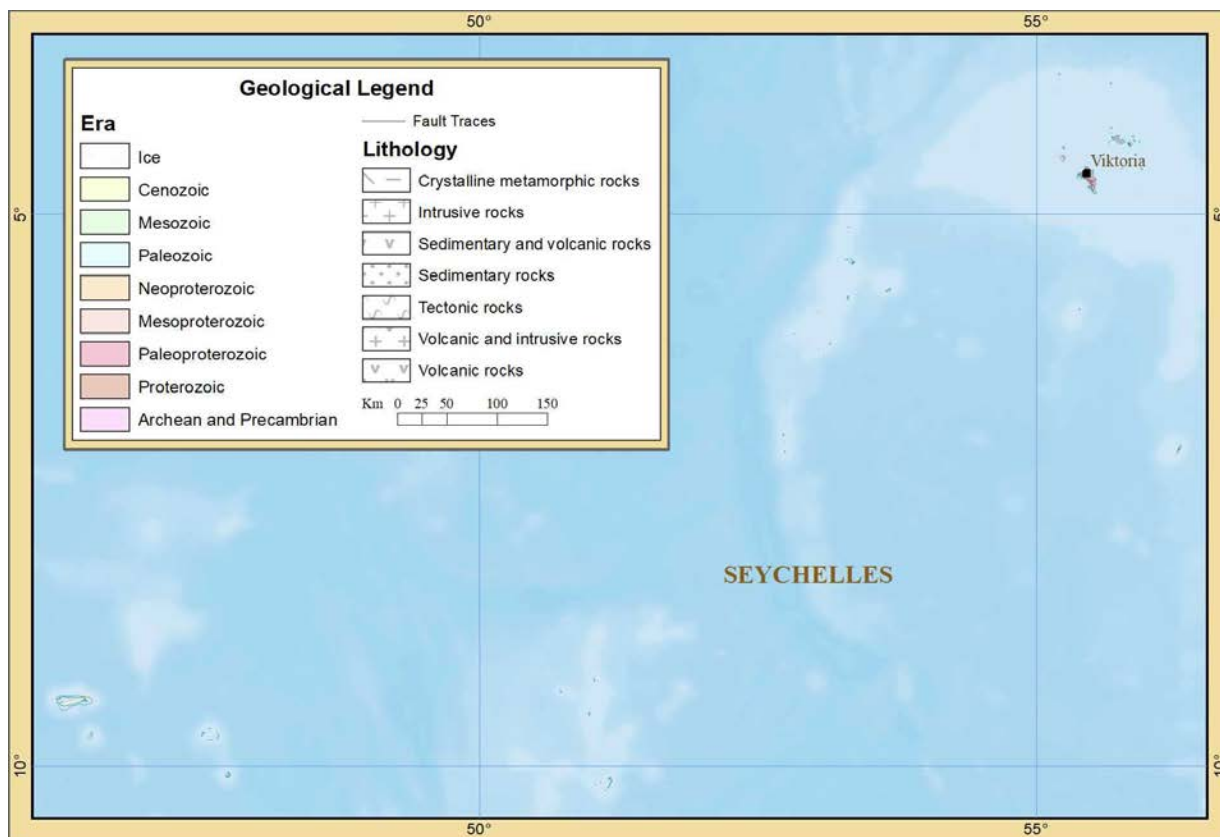 50° 55°
Geological Legend
Era
Ice
Cenozoic
Mesozoic
Paleozoic
Neoproterozoic
Mesoproterozoic
Paleoproterozoic
Proterozoic
Archean and Precambrian
Fault Traces
Lithology
Crystalline metamorphic rocks
Intrusive rocks
Sedimentary and volcanic rocks
Sedimentary rocks
Tectonic rocks
Volcanic and intrusive rocks
Volcanic rocks
Km 0 25 50 100 150
Viktoria
5° 5°
SEYCHELLES
10° 10°
50° 55°